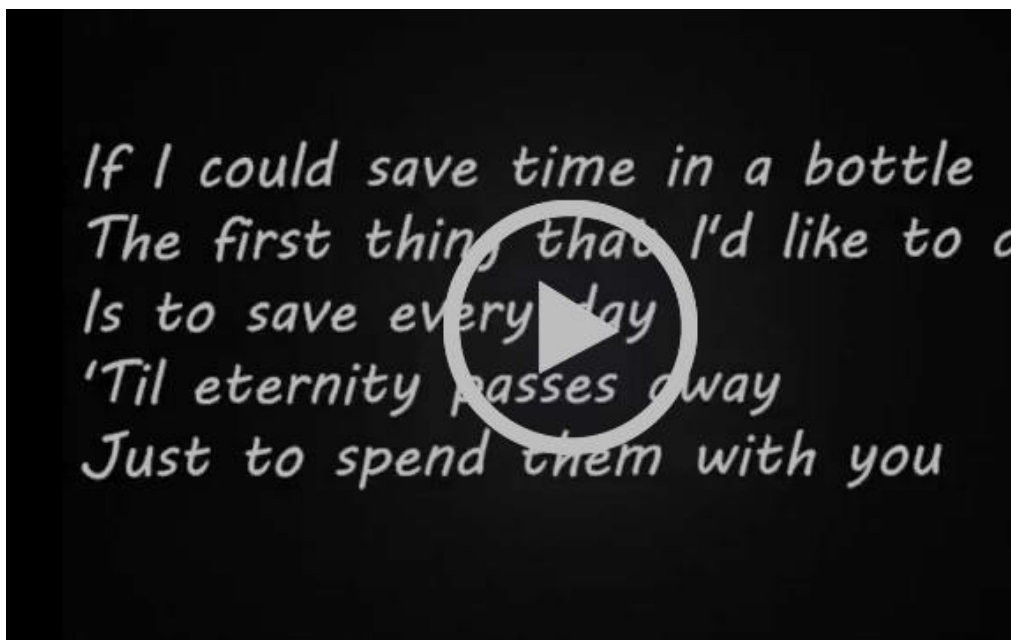 If I could save time in a bottle
The first thing that I'd like to
Is to save every day
'Til eternity passes away
Just to spend them with you